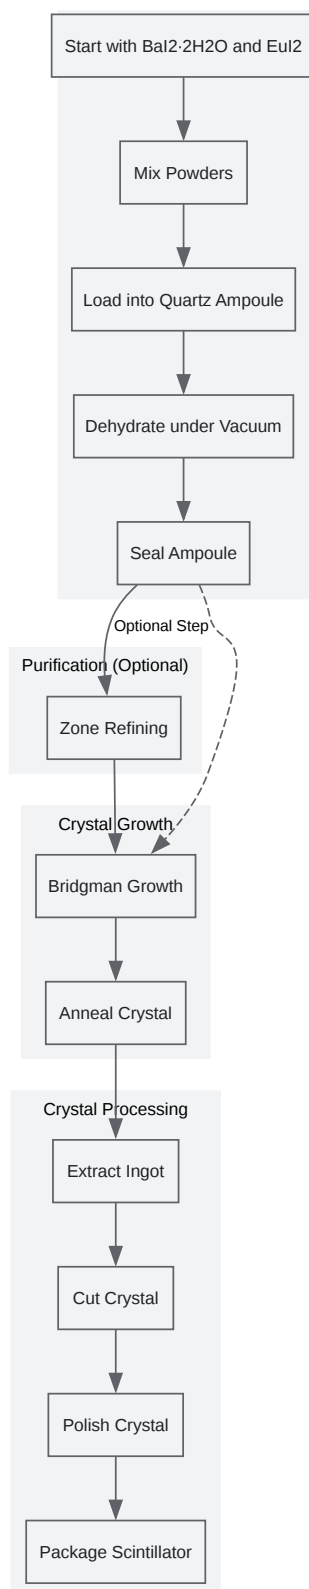 Start with BaI2·2H2O and EuI2
Mix Powders
Load into Quartz Ampoule
Dehydrate under Vacuum
Seal Ampoule
Optional Step
Purification (Optional)
Zone Refining
Crystal Growth
Bridgman Growth
Anneal Crystal
Crystal Processing
Extract Ingot
Cut Crystal
Polish Crystal
Package Scintillator